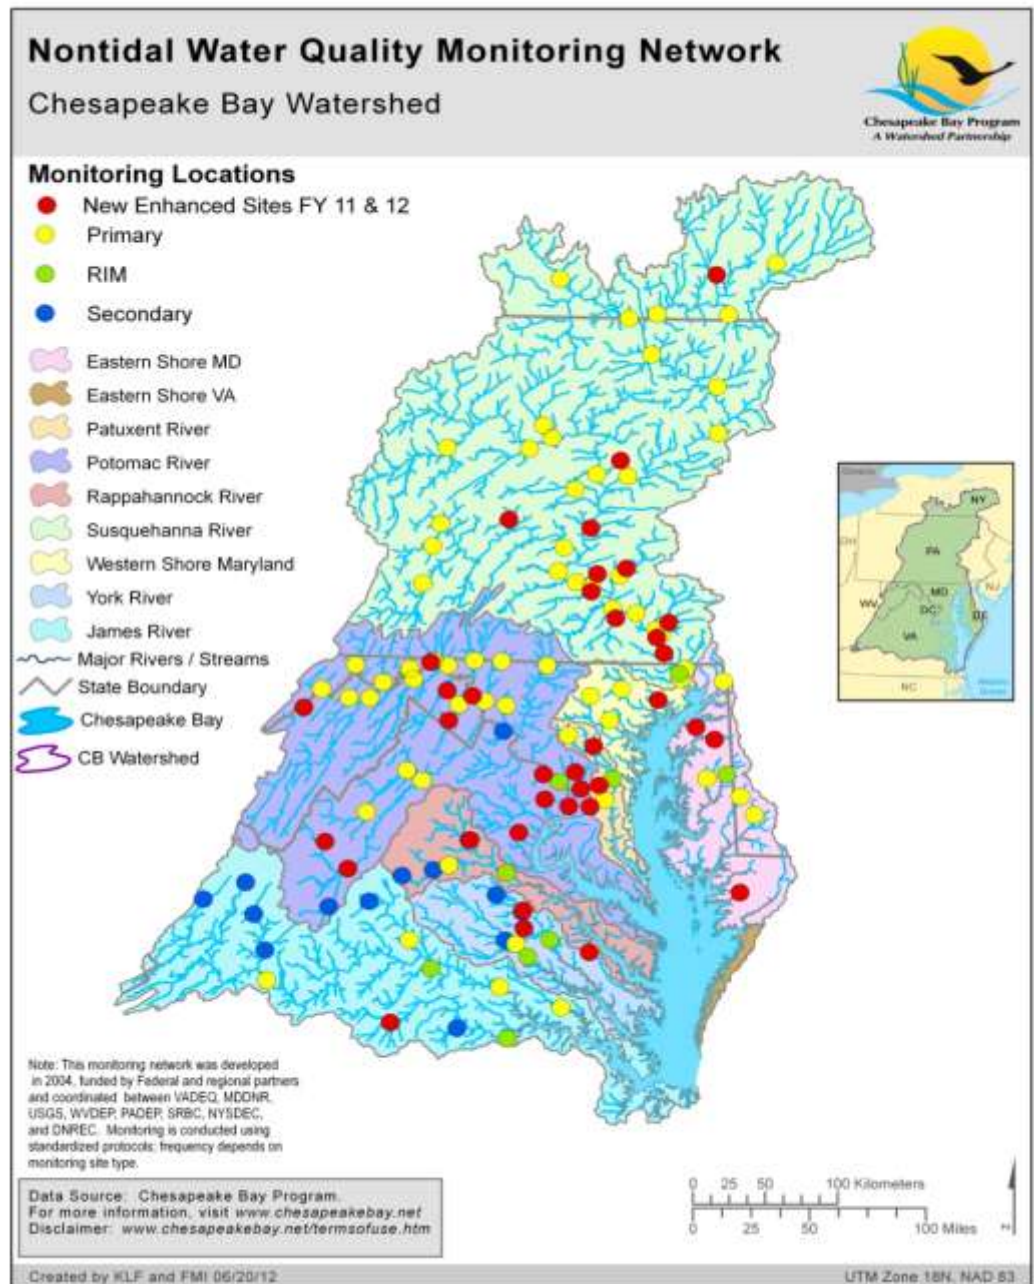 Nontidal Water Quality Monitoring Network
Chesapeake Bay Watershed
Chesapeake Bay Program
A Watershed Partnership
Monitoring Locations
New Enhanced Sites FY 11 & 12
Primary
RIM
Secondary
Eastern Shore MD
Eastern Shore VA
Patuxent River
Potomac River
Rappahannock River
Susquehanna River
Western Shore Maryland
York River
James River
Major Rivers / Streams
State Boundary
Chesapeake Bay
CB Watershed
NY
OH
PA
NJ
MD
WV
DC
DE
VA
NC
Note: This monitoring network was developed
in 2004, funded by Federal and regional partners
and coordinated between VADEQ, MDDNR,
USGS, WVDEP, PADEP, SRBC, NYSDEC,
and DNREC. Monitoring is conducted using
standardized protocols; frequency depends on
monitoring site type.
Data Source: Chesapeake Bay Program.
For more information, visit www.chesapeakebay.net
Disclaimer: www.chesapeakebay.net/termsofuse.htm
0 25 50 100 Kilometers
0 25 50 100 Miles
Created by KLF and FMI 06/20/12
UTM Zone 18N, NAD 83